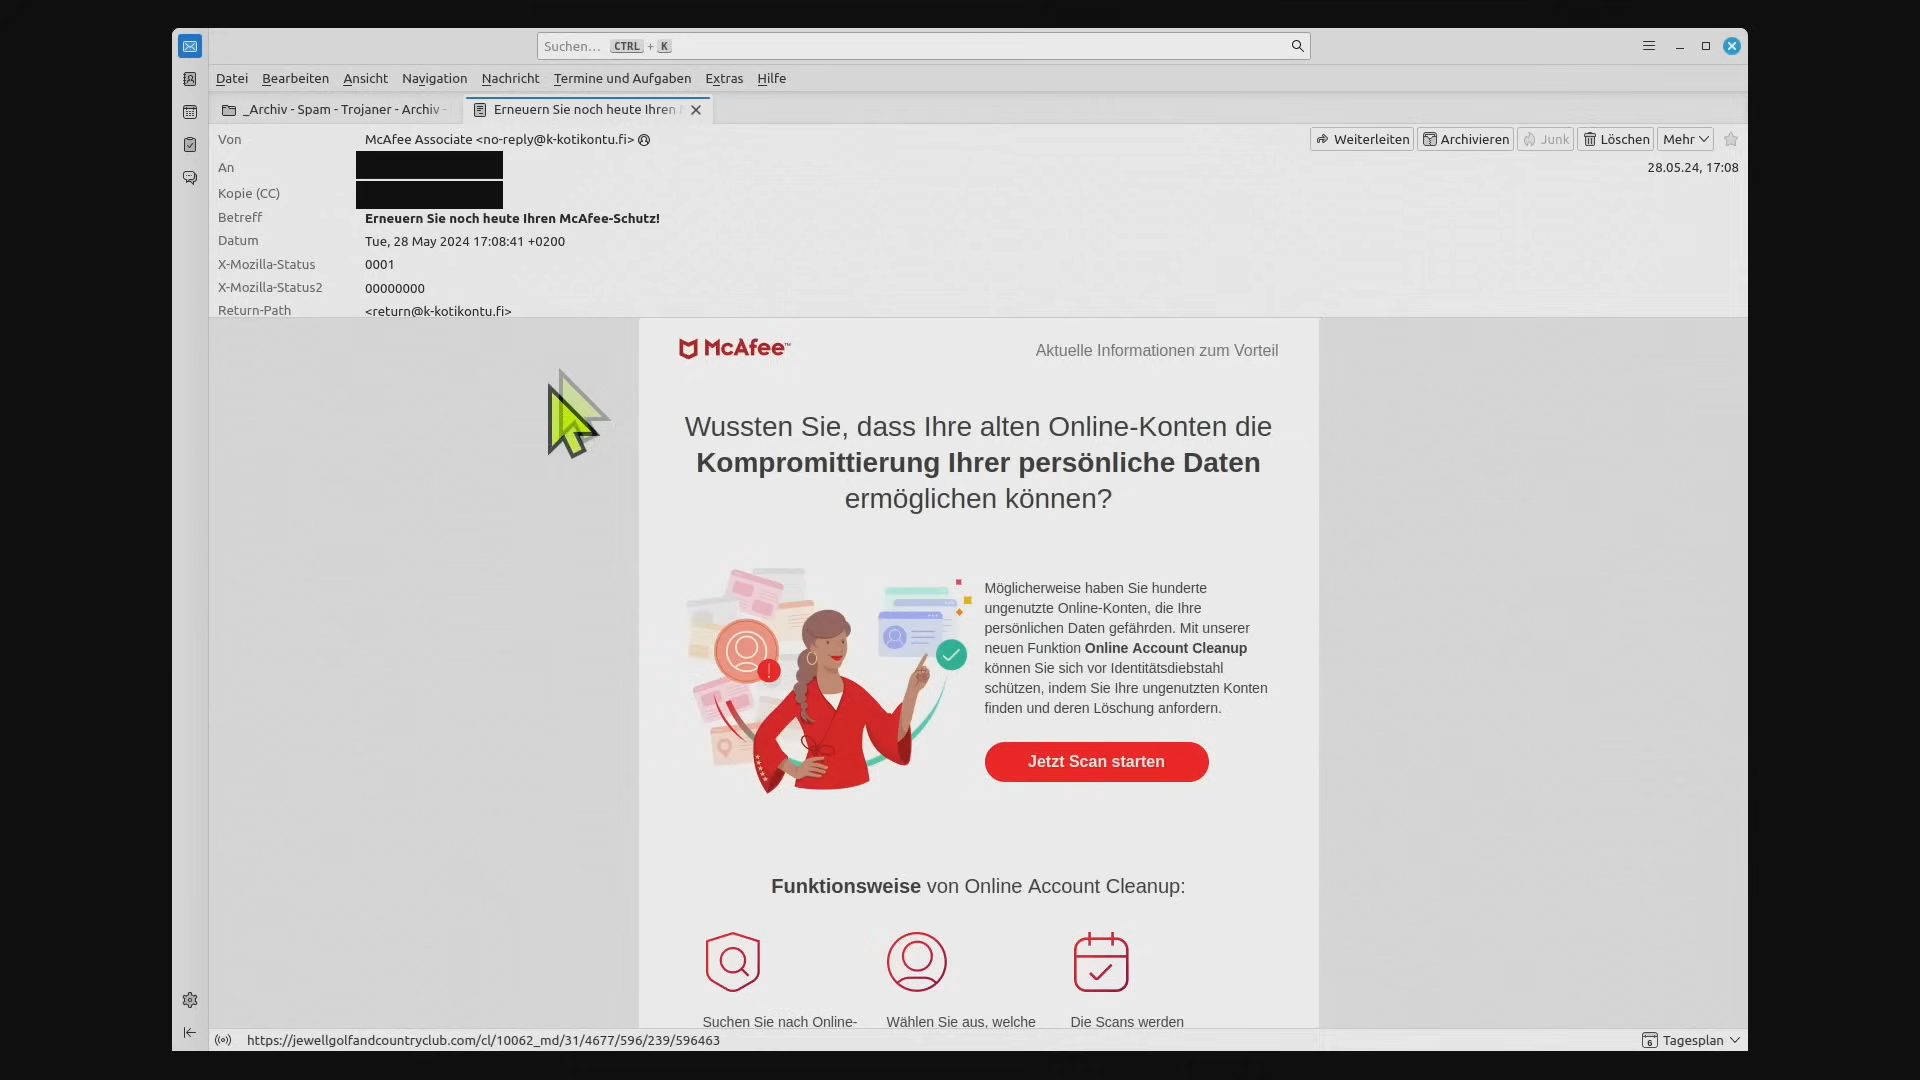 Suchen… CTRL + K
Datei Bearbeiten Ansicht Navigation Nachricht Termine und Aufgaben Extras Hilfe
_Archiv - Spam - Trojaner - Archiv -
Erneuern Sie noch heute Ihren
Von McAfee Associate <no-reply@k-kotikontu.fi>
Weiterleiten Archivieren Junk Löschen Mehr
An
28.05.24, 17:08
Kopie (CC)
Betreff Erneuern Sie noch heute Ihren McAfee-Schutz!
Datum Tue, 28 May 2024 17:08:41 +0200
X-Mozilla-Status 0001
X-Mozilla-Status2 00000000
Return-Path <return@k-kotikontu.fi>
McAfee™
Aktuelle Informationen zum Vorteil
Wussten Sie, dass Ihre alten Online-Konten die
Kompromittierung Ihrer persönliche Daten
ermöglichen können?
Möglicherweise haben Sie hunderte
ungenutzte Online-Konten, die Ihre
persönlichen Daten gefährden. Mit unserer
neuen Funktion Online Account Cleanup
können Sie sich vor Identitätsdiebstahl
schützen, indem Sie Ihre ungenutzten Konten
finden und deren Löschung anfordern.
Jetzt Scan starten
Funktionsweise von Online Account Cleanup:
Suchen Sie nach Online-
Wählen Sie aus, welche
Die Scans werden
https://jewellgolfandcountryclub.com/cl/10062_md/31/4677/596/239/596463
6 Tagesplan